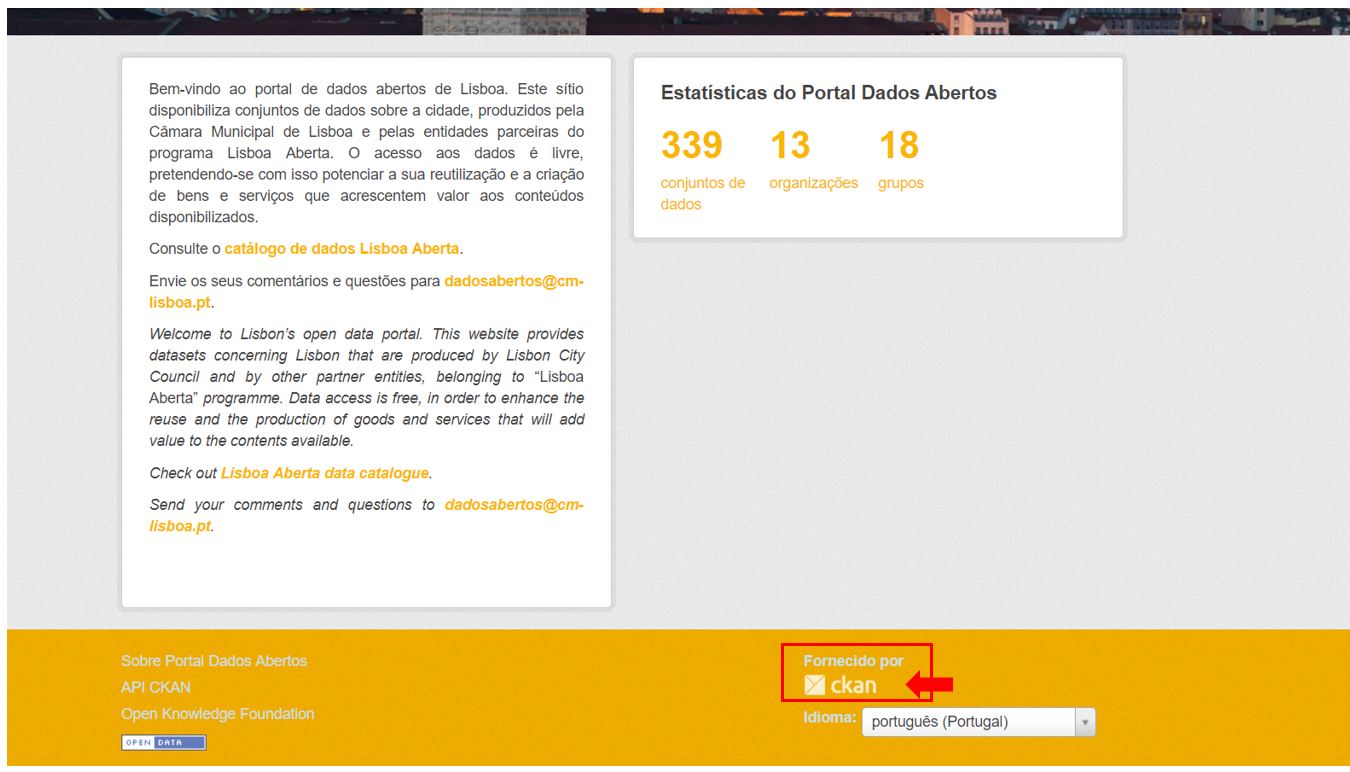 Bem-vindo ao portal de dados abertos de Lisboa. Este sítio
disponibiliza conjuntos de dados sobre a cidade, produzidos pela
Câmara Municipal de Lisboa e pelas entidades parceiras do
programa Lisboa Aberta. O acesso aos dados é livre,
pretendendo-se com isso potenciar a sua reutilização e a criação
de bens e serviços que acrescentem valor aos conteúdos
disponibilizados.
Consulte o catálogo de dados Lisboa Aberta.
Envie os seus comentários e questões para dadosabertos@cm-
lisboa.pt.
Welcome to Lisbon’s open data portal. This website provides
datasets concerning Lisbon that are produced by Lisbon City
Council and by other partner entities, belonging to “Lisboa
Aberta” programme. Data access is free, in order to enhance the
reuse and the production of goods and services that will add
value to the contents available.
Check out Lisboa Aberta data catalogue.
Send your comments and questions to dadosabertos@cm-
lisboa.pt.
Estatísticas do Portal Dados Abertos
339 13 18
conjuntos de organizações grupos
dados
Sobre Portal Dados Abertos
API CKAN
Open Knowledge Foundation
OPEN DATA
Fornecido por
ckan
Idioma: português (Portugal)